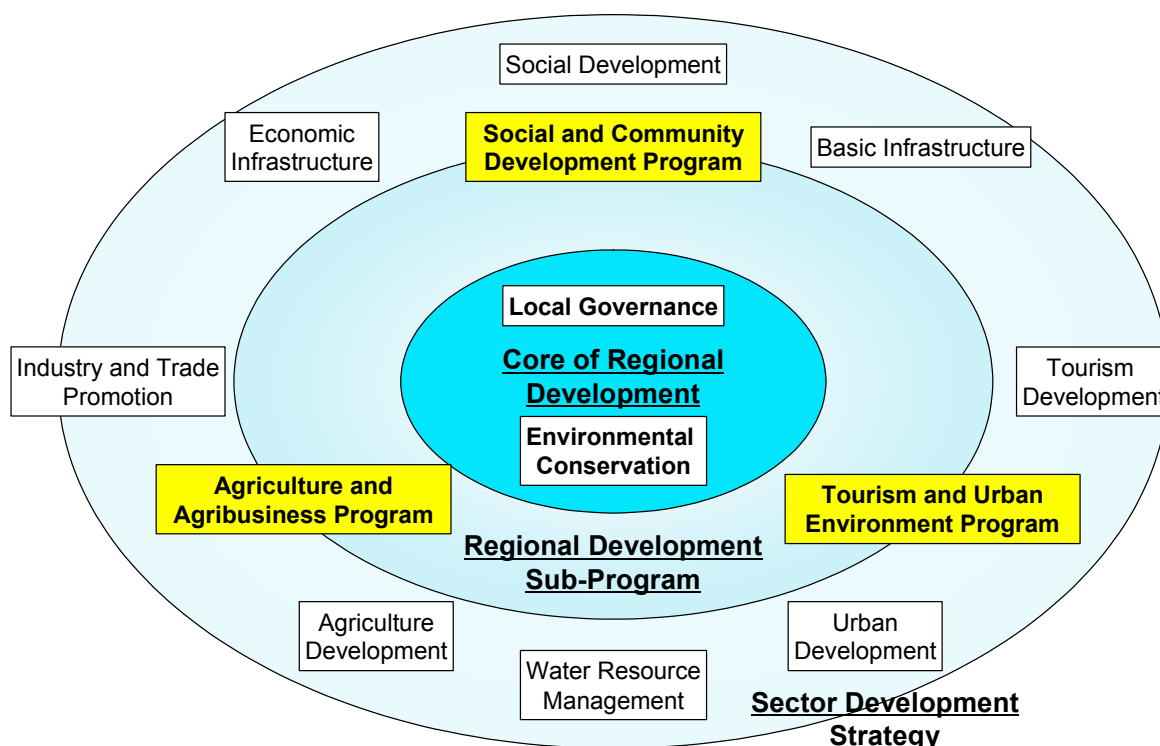 Social Development
Economic
Infrastructure
Social and Community
Development Program
Basic Infrastructure
Local Governance
Core of Regional
Development
Industry and Trade
Promotion
Tourism
Development
Environmental
Conservation
Agriculture and
Agribusiness Program
Tourism and Urban
Environment Program
Regional Development
Sub-Program
Agriculture
Development
Urban
Development
Water Resource
Management
Sector Development
Strategy